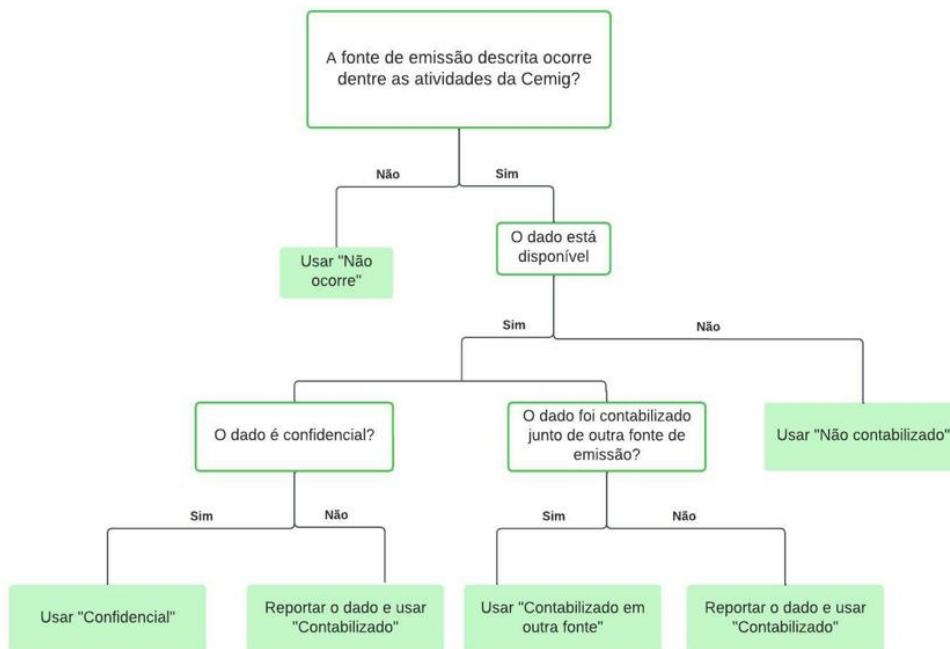 A fonte de emissão descrita ocorre
dentre as atividades da Cemig?
Não
Sim
Usar "Não
ocorre"
O dado está
disponível
Sim
Não
O dado é confidencial?
O dado foi contabilizado
junto de outra fonte de
emissão?
Usar "Não contabilizado"
Sim
Não
Sim
Não
Usar "Confidencial"
Reportar o dado e usar
"Contabilizado"
Usar "Contabilizado em
outra fonte"
Reportar o dado e usar
"Contabilizado"